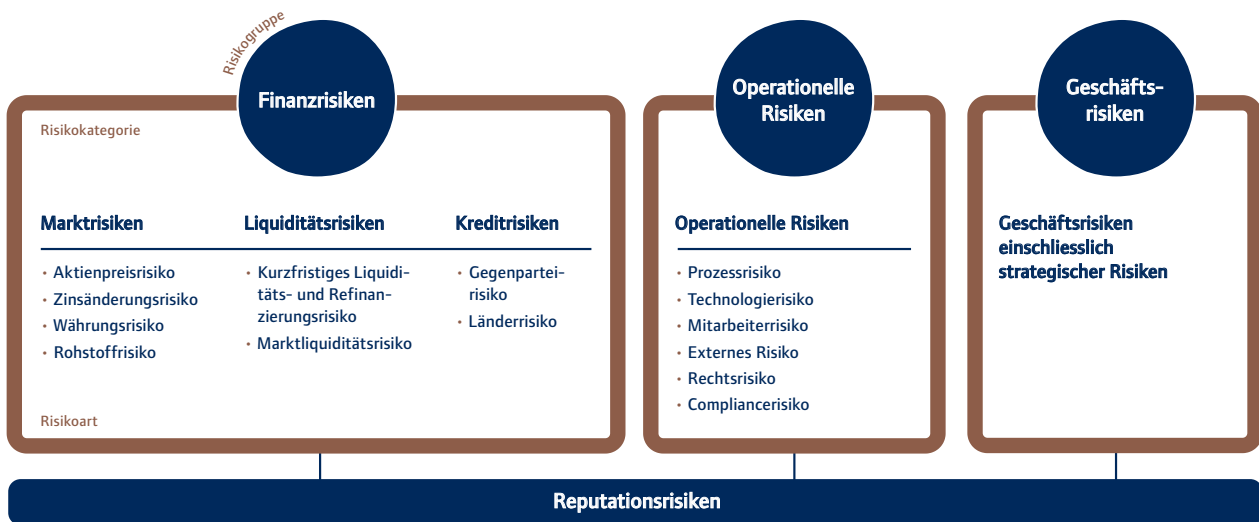 Risikogruppe
Finanzrisiken
Risikokategorie
Marktrisiken
• Aktienpreisrisiko
• Zinsänderungsrisiko
• Währungsrisiko
• Rohstoffrisiko
Liquiditätsrisiken
• Kurzfristiges Liquidi-
täts- und Refinan-
zierungsrisiko
• Marktliquiditätsrisiko
Kreditrisiken
• Gegenpartei-
risiko
• Länderrisiko
Risikoart
Operationelle
Risiken
Operationelle Risiken
• Prozessrisiko
• Technologierisiko
• Mitarbeiterrisiko
• Externes Risiko
• Rechtsrisiko
• Compliancerisiko
Geschäfts-
risiken
Geschäftsrisiken
einschliesslich
strategischer Risiken
Reputationsrisiken